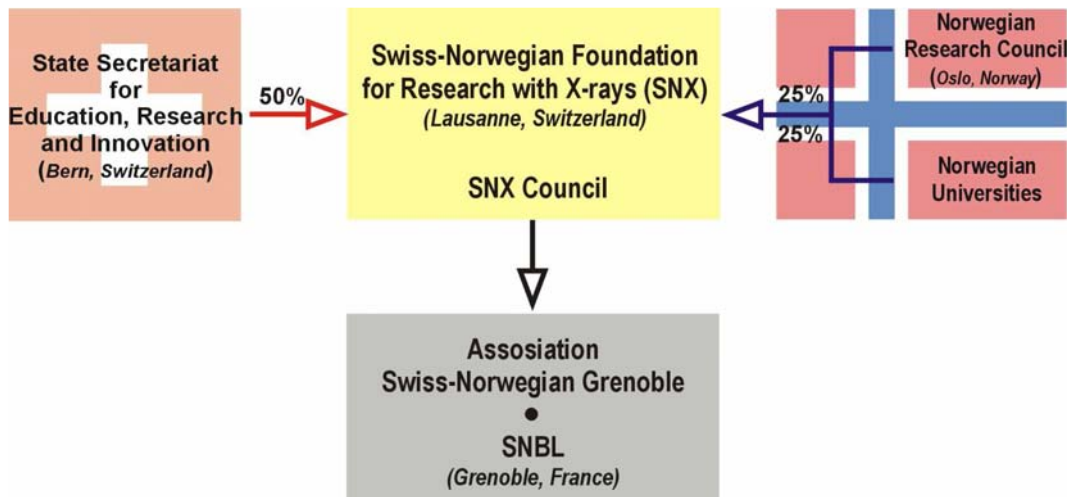 State Secretariat
for
Education, Research
and Innovation
(Bern, Switzerland)
50%
Swiss-Norwegian Foundation
for Research with X-rays (SNX)
(Lausanne, Switzerland)
SNX Council
25%
25%
Norwegian
Research Council
(Oslo, Norway)
Norwegian
Universities
Assosiation
Swiss-Norwegian Grenoble
•
SNBL
(Grenoble, France)